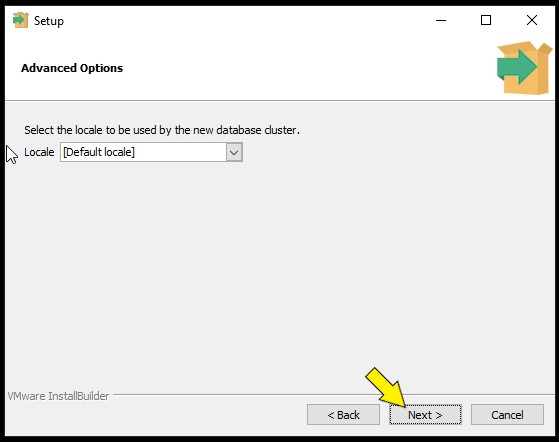 Setup
Advanced Options
Select the locale to be used by the new database cluster.
Locale [Default locale]
VMware InstallBuilder
< Back Next > Cancel